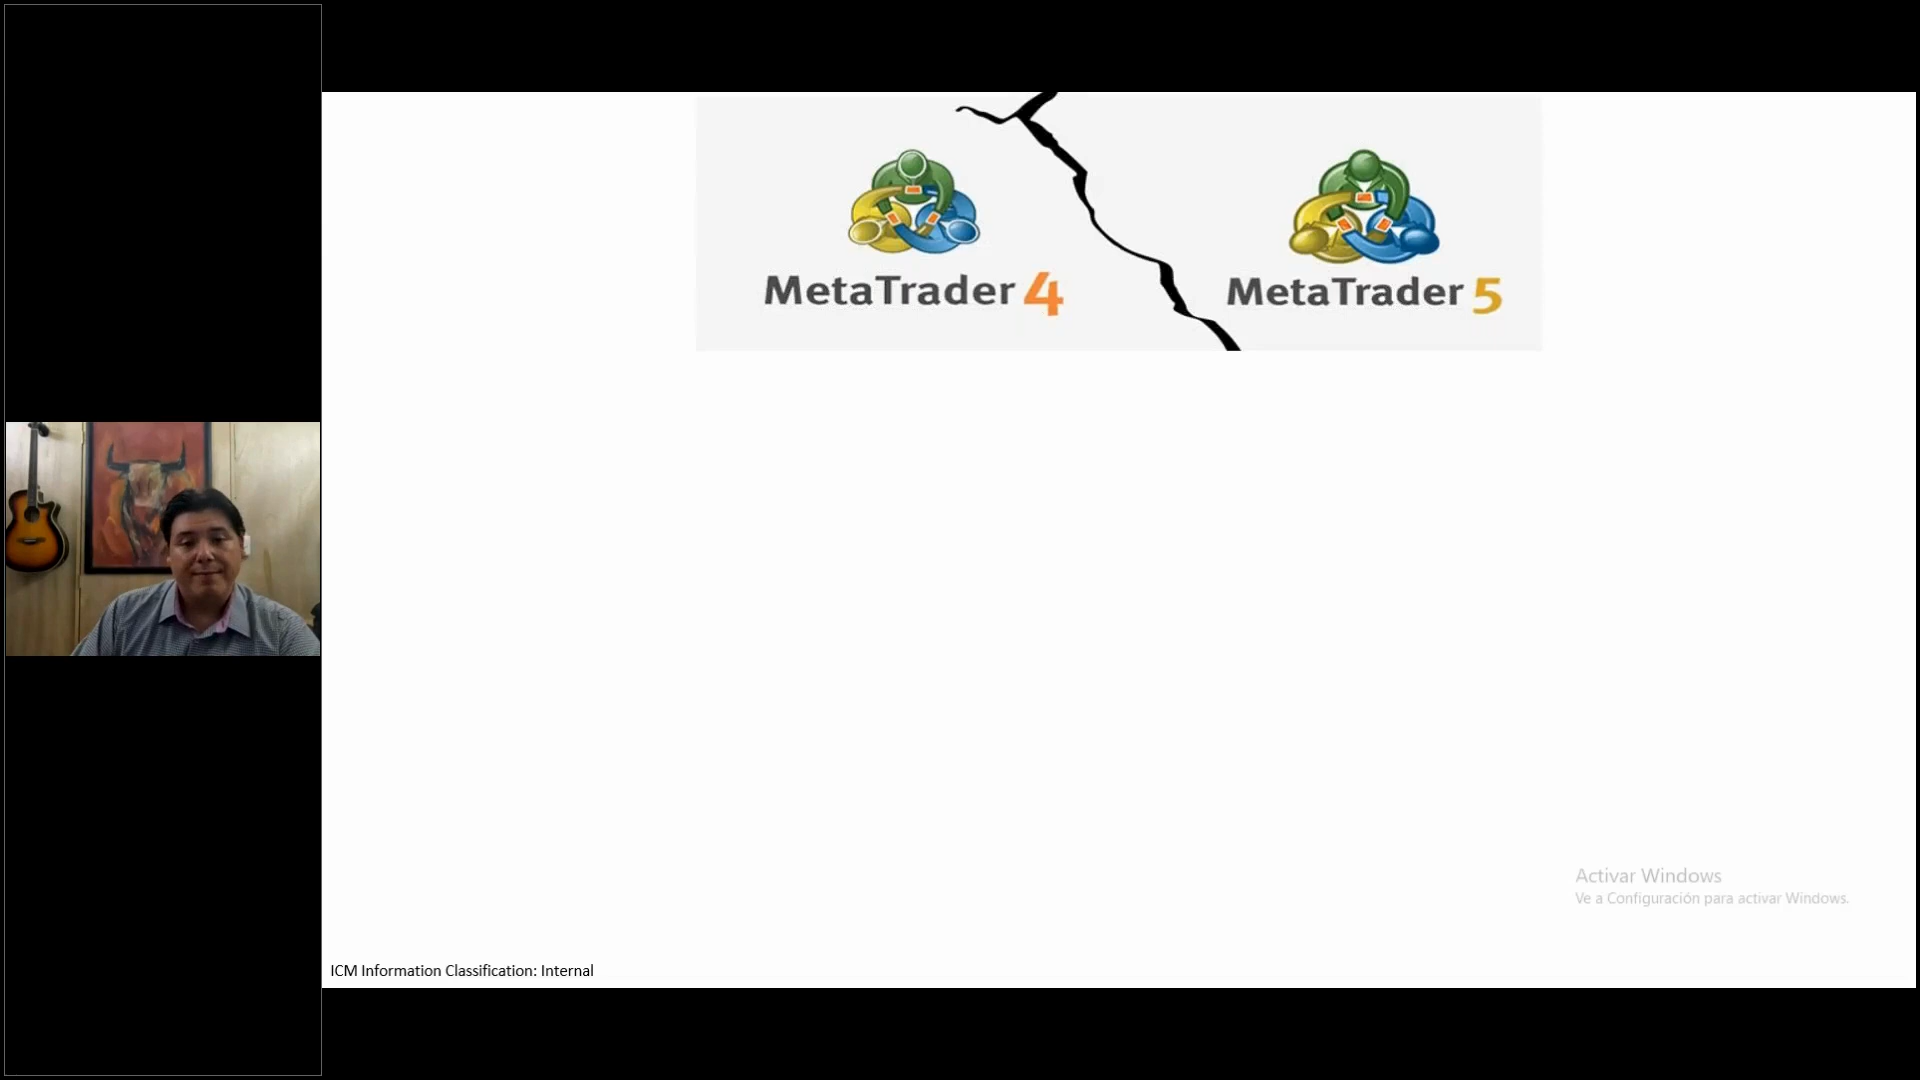 MetaTrader 4
MetaTrader 5
Activar Windows
Ve a Configuración para activar Windows.
ICM Information Classification: Internal